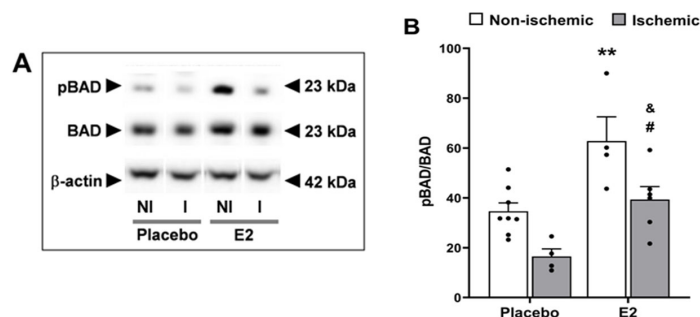 A
pBAD
23 kDa
BAD
23 kDa
β-actin
42 kDa
NI I NI I
Placebo E2
B
Non-ischemic Ischemic
pBAD/BAD
100
80
60
40
20
0
**
&
#
Placebo E2